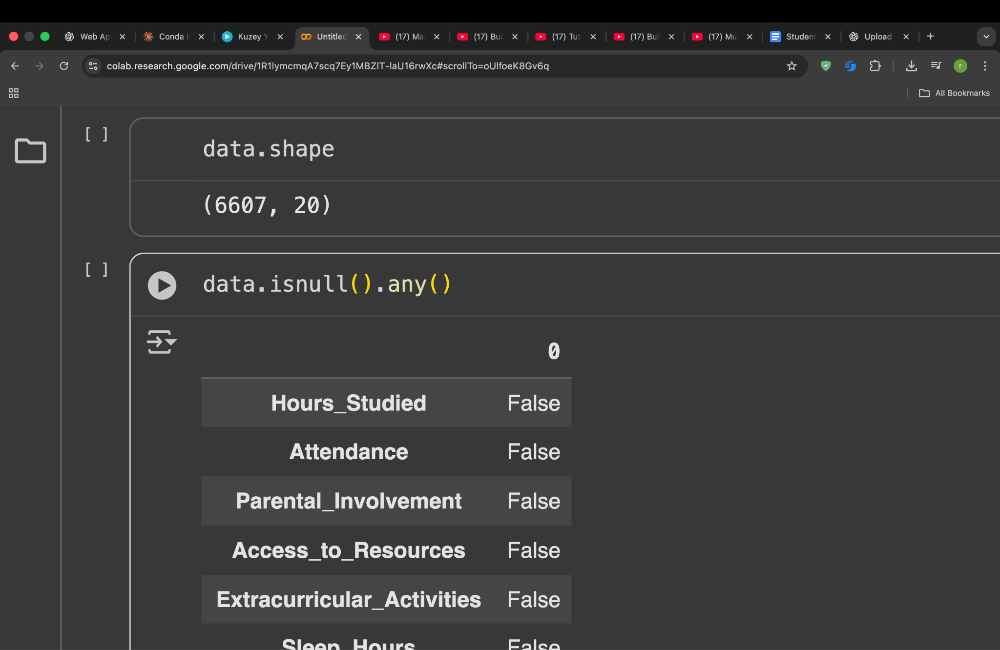 Web Ap
Conda i
Kuzey Y
Untitled
(17) Ma
(17) Bui
(17) Tut
(17) Bui
(17) Mu
Student
Upload
colab.research.google.com/drive/1R1lymcmqA7scq7Ey1MBZIT-laU16rwXc#scrollTo=oUlfoeK8Gv6q
r
All Bookmarks
[ ]
data.shape
(6607, 20)
[ ]
data.isnull().any()
0
Hours_Studied False
Attendance False
Parental_Involvement False
Access_to_Resources False
Extracurricular_Activities False
Sleep_Hours False